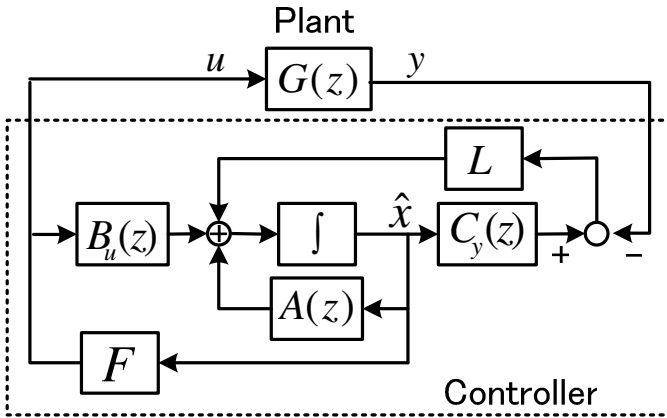 Plant
u
G(z)
y
L
B_u(z)
+
∫
x̂
C_y(z)
+
−
A(z)
F
Controller